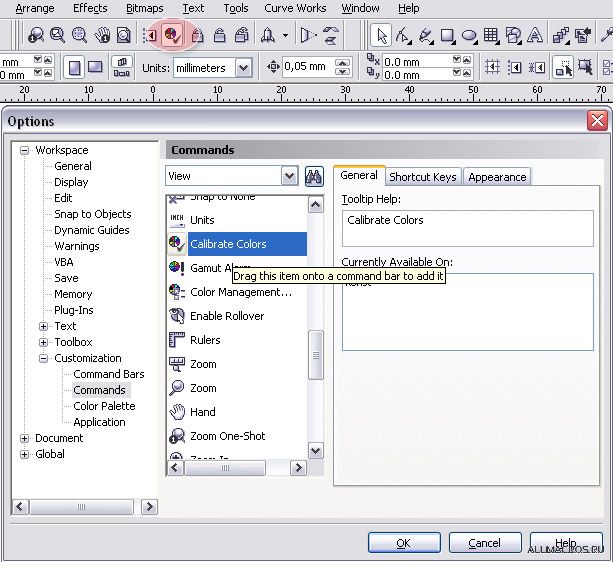 Arrange Effects Bitmaps Text Tools Curve Works Window Help
0 mm 0 mm Units: millimeters 0,05 mm 0.0 mm 0.0 mm
20 10 0 10 20 30 40 50 60 70
Options
Workspace
General
Display
Edit
Snap to Objects
Dynamic Guides
Warnings
VBA
Save
Memory
Plug-Ins
Text
Toolbox
Customization
Command Bars
Commands
Color Palette
Application
Document
Global
Commands
View
Snap to None
INCH Units
Calibrate Colors
Gamut Alarm
Color Management...
Enable Rollover
Rulers
Zoom
Zoom
Hand
Zoom One-Shot
Zoom In
Drag this item onto a command bar to add it
General Shortcut Keys Appearance
Tooltip Help:
Calibrate Colors
Currently Available On:
OK Cancel Help
ALLMACROS.RU